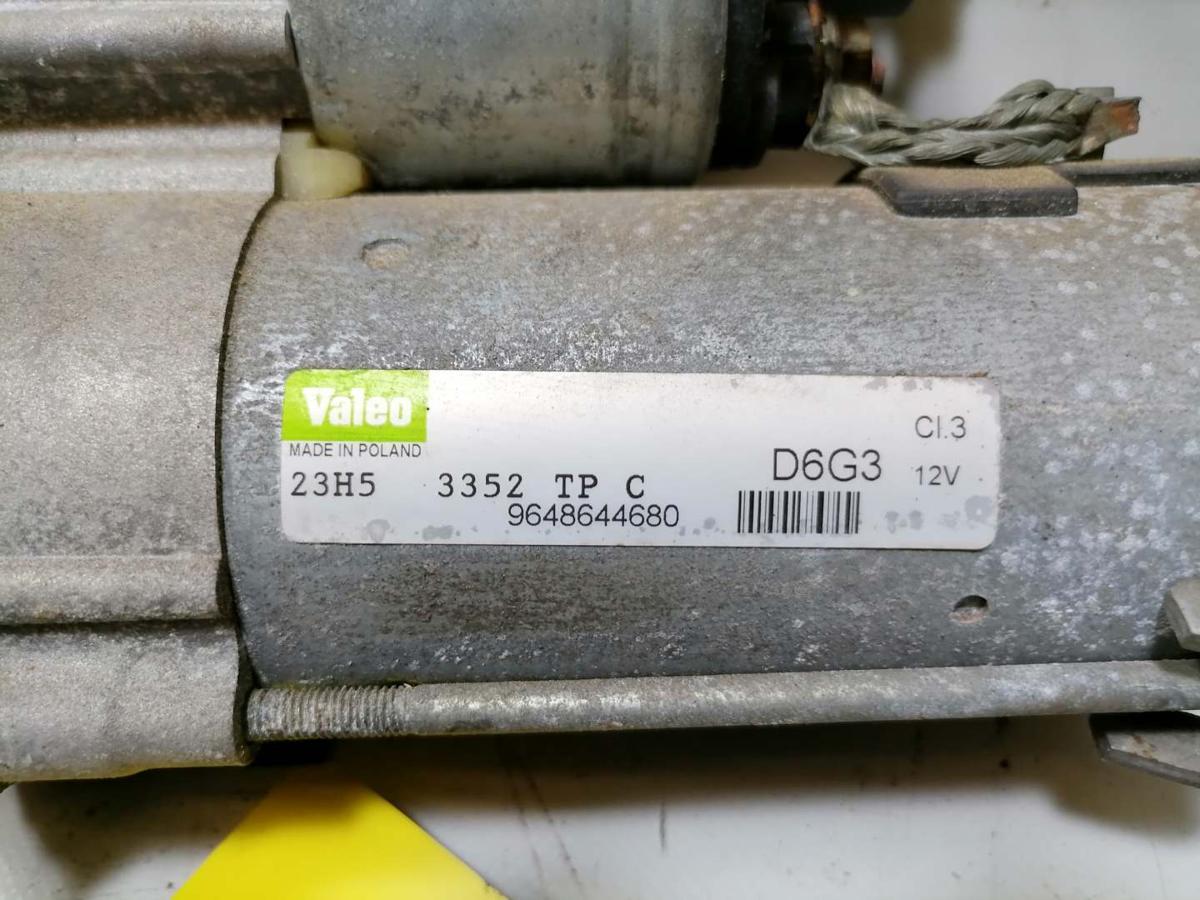 Valeo
MADE IN POLAND
Cl.3
D6G3 12V
23H5 3352 TP C
9648644680